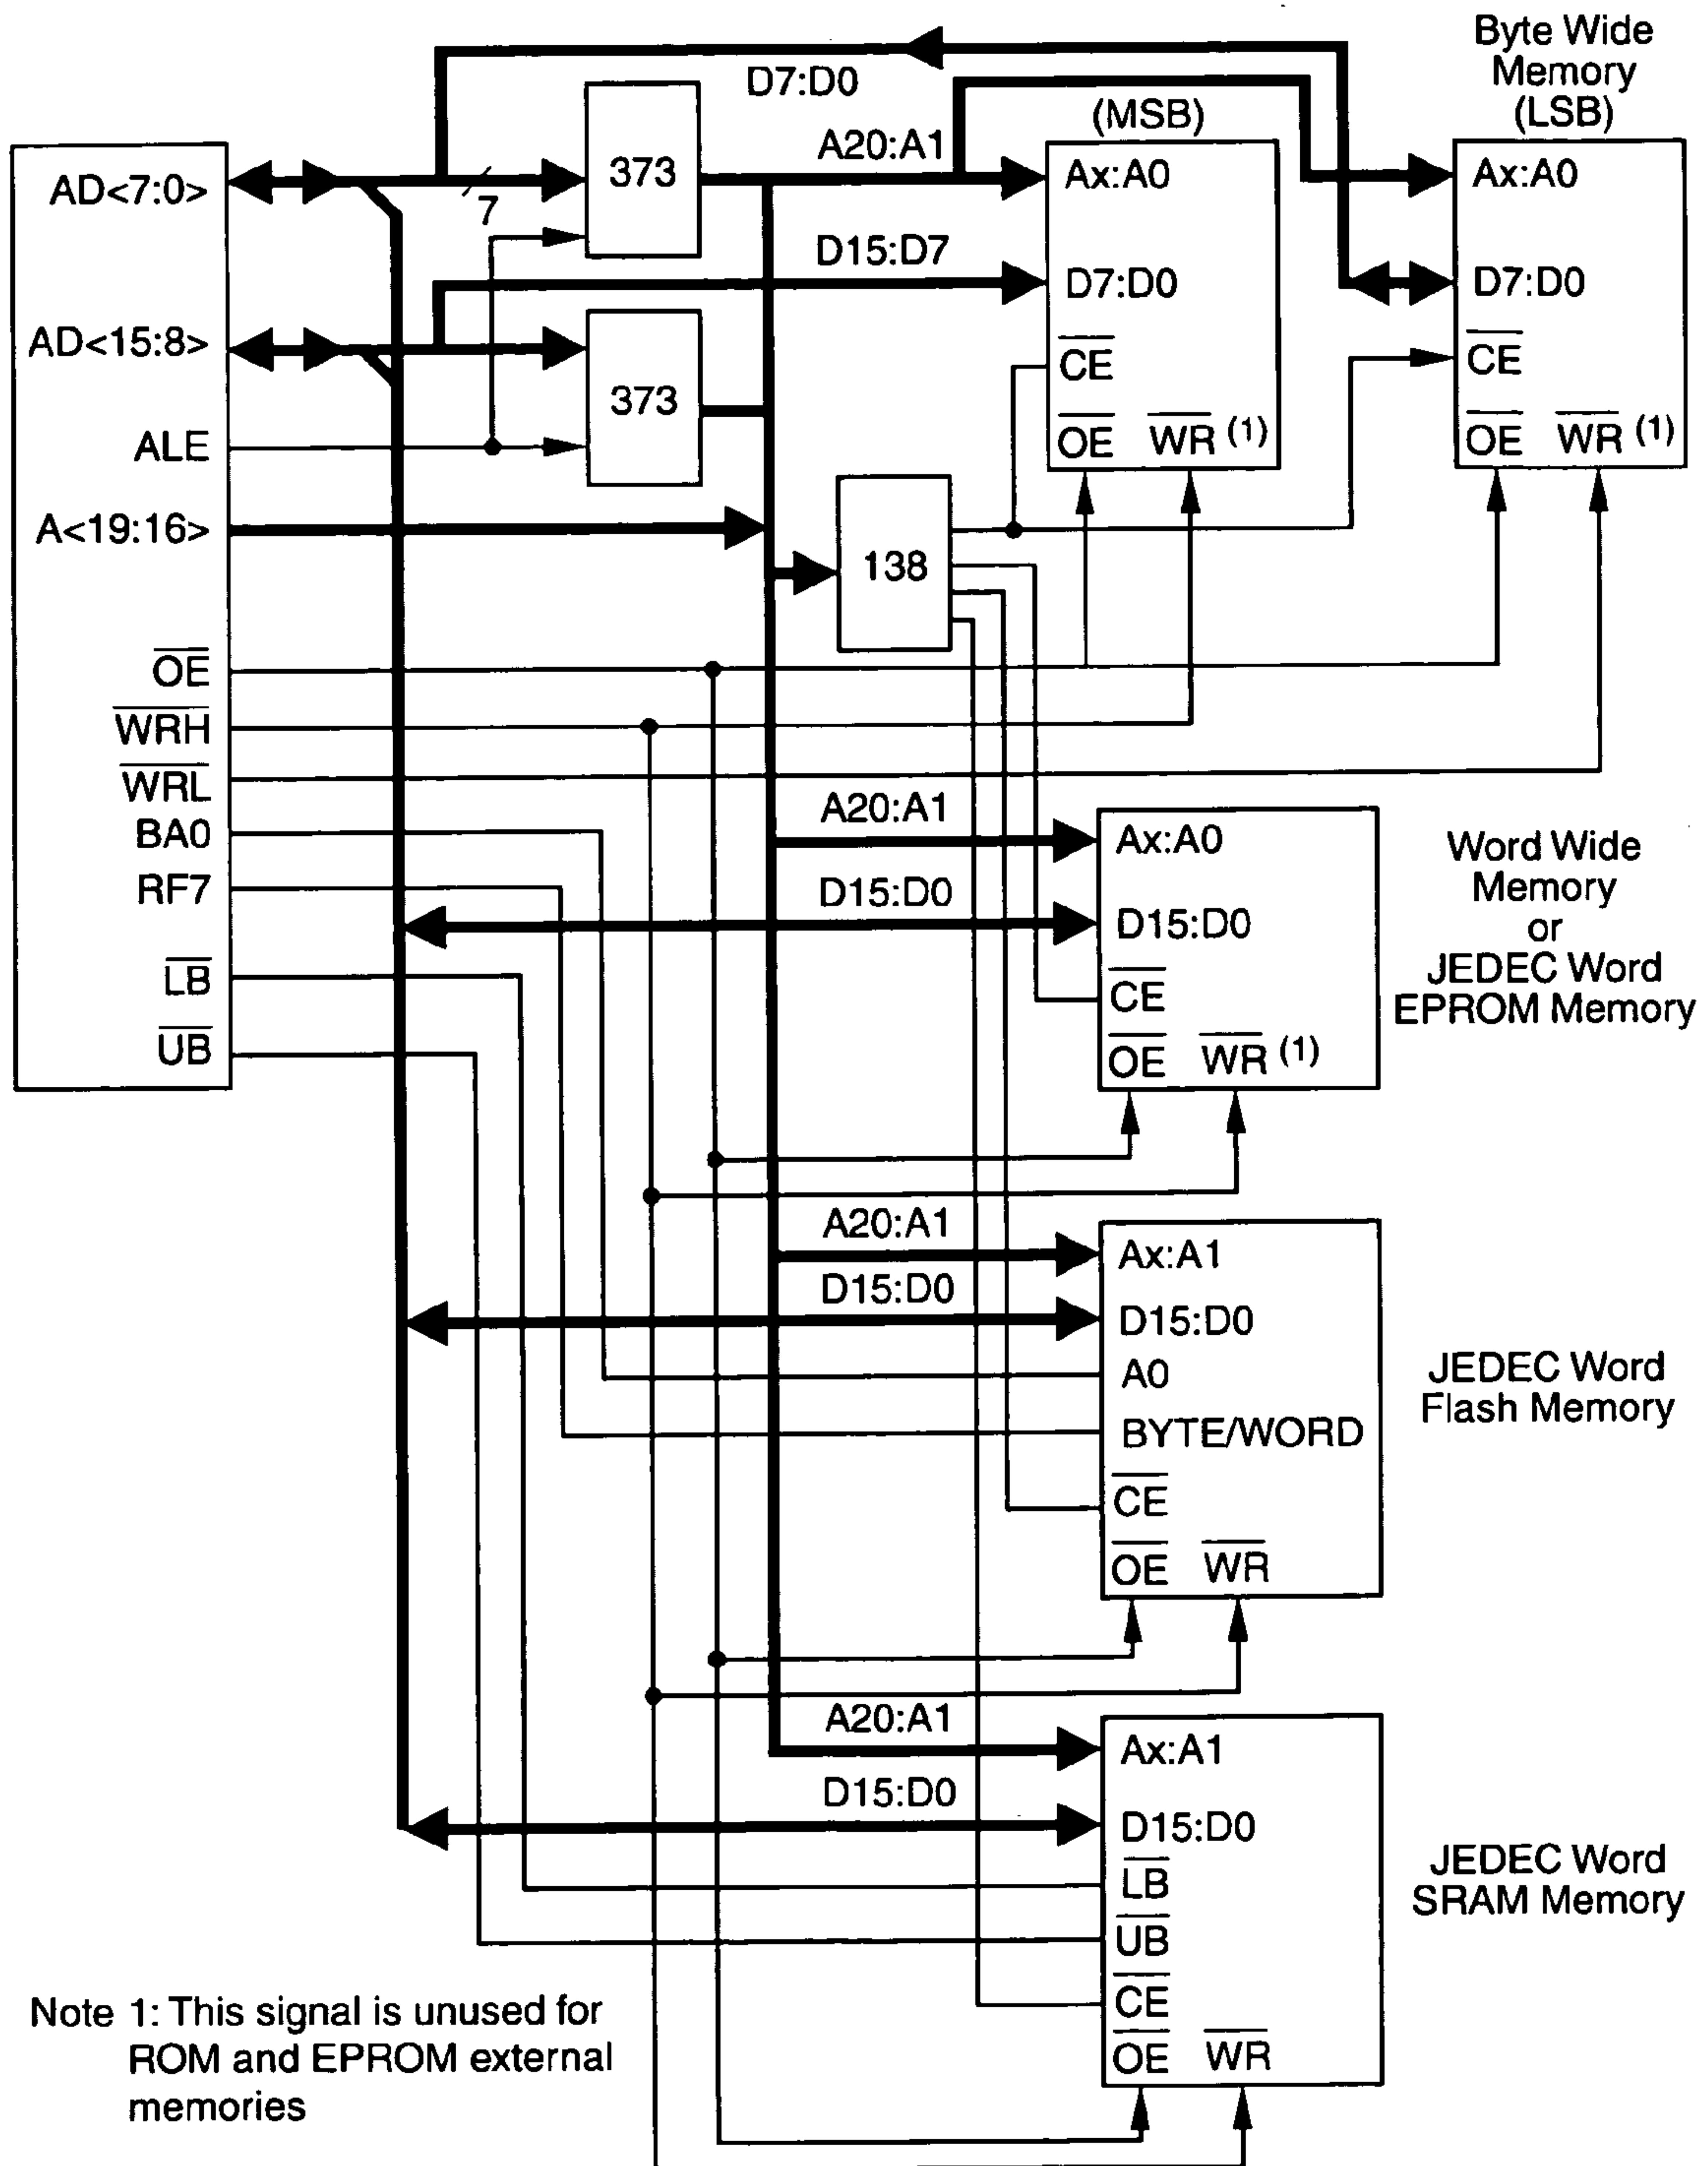 Byte Wide
Memory
(LSB)
D7:D0
(MSB)
A20:A1
373
7
AD<7:0>
Ax:A0
Ax:A0
D15:D7
D7:D0
D7:D0
AD<15:8>
CE
CE
373
ALE
OE WR (1)
OE WR (1)
A<19:16>
138
OE
WRH
WRL
BA0
RF7
LB
UB
A20:A1
Ax:A0
D15:D0
D15:D0
CE
OE WR (1)
Word Wide
Memory
or
JEDEC Word
EPROM Memory
A20:A1
Ax:A1
D15:D0
D15:D0
A0
BYTE/WORD
CE
OE WR
JEDEC Word
Flash Memory
A20:A1
Ax:A1
D15:D0
D15:D0
LB
UB
CE
OE WR
JEDEC Word
SRAM Memory
Note 1: This signal is unused for
ROM and EPROM external
memories